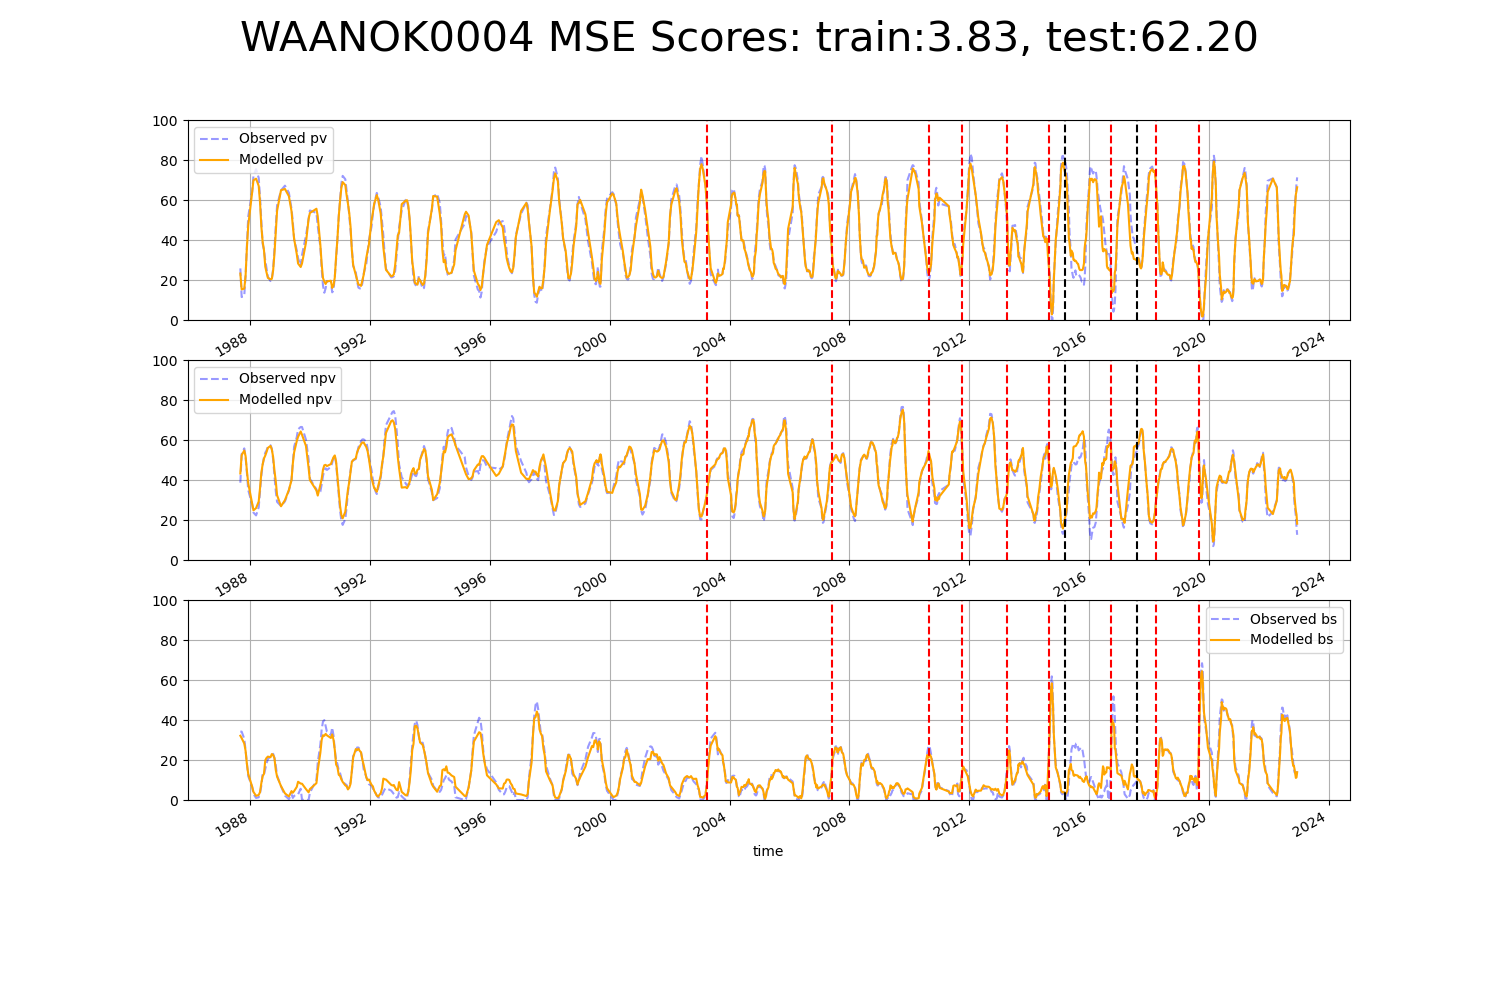 WAANOK0004 MSE Scores: train:3.83, test:62.20
100
80
60
40
20
0
Observed pv
Modelled pv
1988 1992 1996 2000 2004 2008 2012 2016 2020 2024
100
80
60
40
20
0
Observed npv
Modelled npv
1988 1992 1996 2000 2004 2008 2012 2016 2020 2024
100
80
60
40
20
0
Observed bs
Modelled bs
1988 1992 1996 2000 2004 2008 2012 2016 2020 2024
time